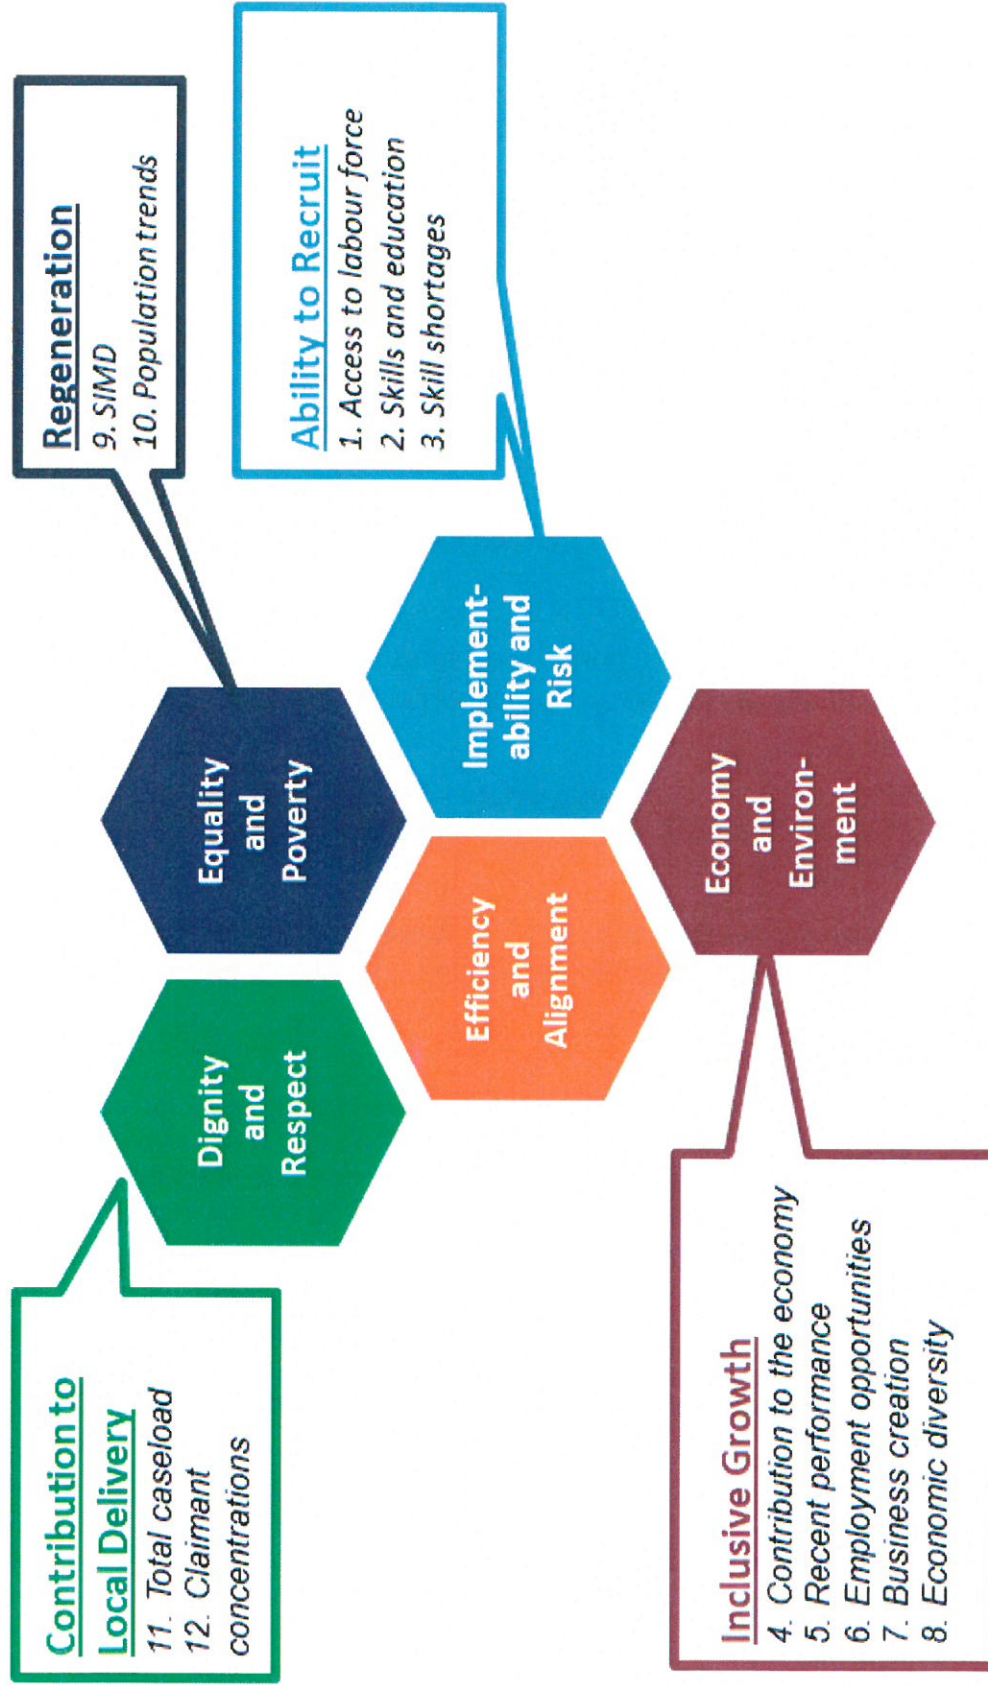 Contribution to
Local Delivery
11. Total caseload
12. Claimant
concentrations
Regeneration
9. SIMD
10. Population trends
Dignity
and
Respect
Equality
and
Poverty
Ability to Recruit
1. Access to labour force
2. Skills and education
3. Skill shortages
Efficiency
and
Alignment
Implement-
ability and
Risk
Inclusive Growth
4. Contribution to the economy
5. Recent performance
6. Employment opportunities
7. Business creation
8. Economic diversity
Economy
and
Environ-
ment